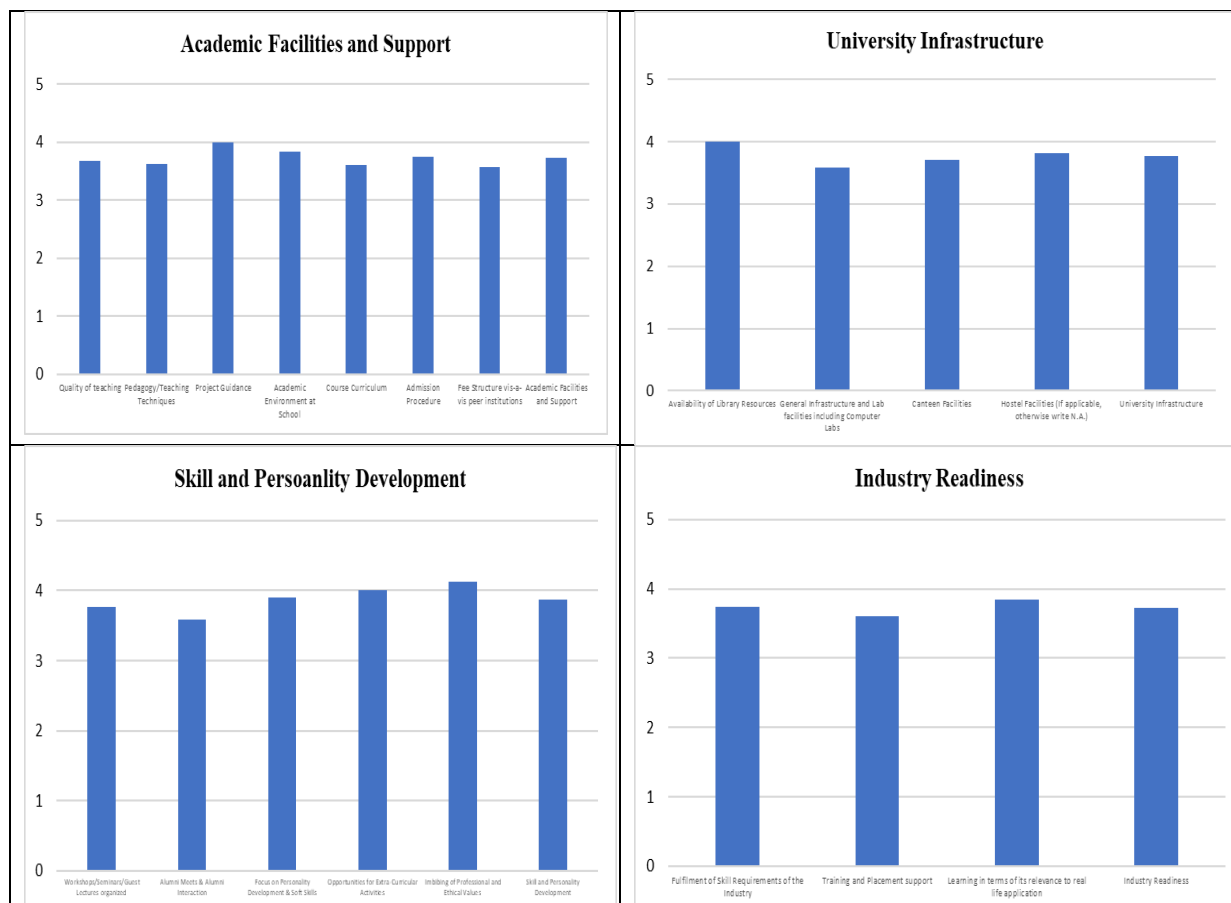 Academic Facilities and Support
5
4
3
2
1
0
Quality of teaching
Pedagogy/Teaching
Techniques
Project Guidance
Academic
Environment at
School
Course Curriculum
Admission
Procedure
Fee Structure vis-a-
vis peer institutions
Academic Facilities
and Support
University Infrastructure
5
4
3
2
1
0
Availability of Library Resources
General Infrastructure and Lab
facilities including Computer
Labs
Canteen Facilities
Hostel Facilities (If applicable,
otherwise write N.A.)
University Infrastructure
Skill and Persoanlity Development
5
4
3
2
1
0
Workshops/Seminars/Guest
Lectures organized
Alumni Meets & Alumni
Interaction
Focus on Personality
Development & Soft Skills
Opportunities for Extra-Curricular
Activities
Imbibing of Professional and
Ethical Values
Skill and Personality
Development
Industry Readiness
5
4
3
2
1
0
Fulfilment of Skill Requirements of the
Industry
Training and Placement support
Learning in terms of its relevance to real
life application
Industry Readiness